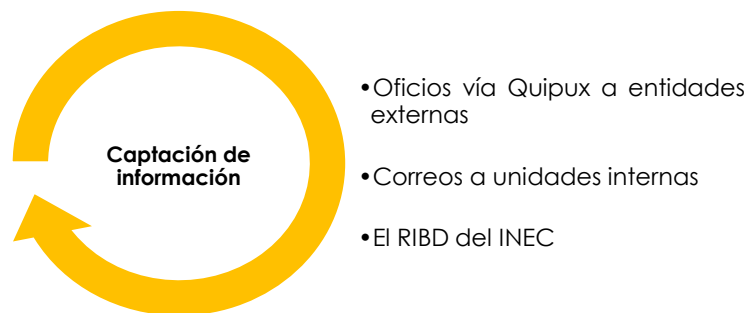 Captación de
información
•Oficios vía Quipux a entidades
externas
•Correos a unidades internas
•El RIBD del INEC